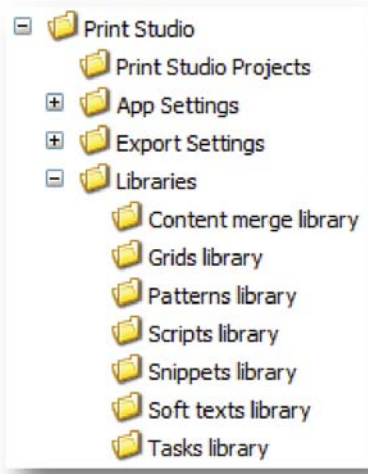 Print Studio
Print Studio Projects
App Settings
Export Settings
Libraries
Content merge library
Grids library
Patterns library
Scripts library
Snippets library
Soft texts library
Tasks library